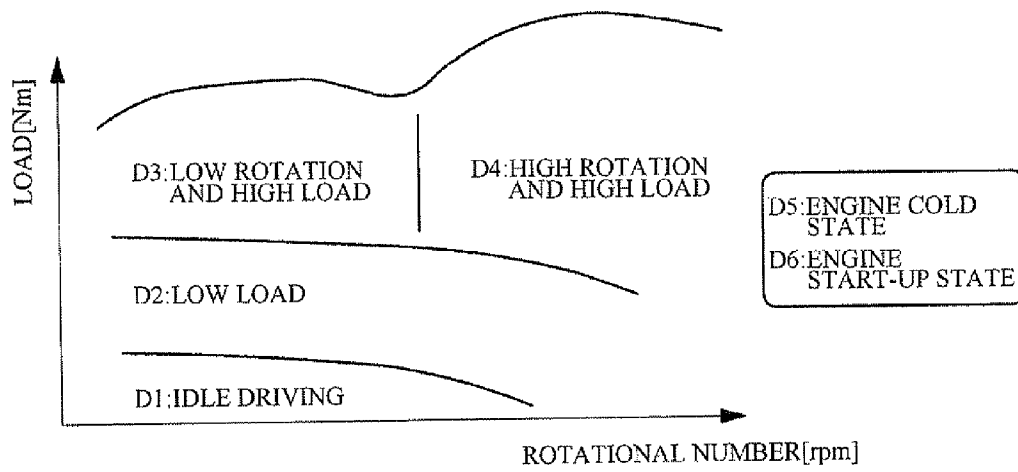 LOAD[Nm]
D3:LOW ROTATION
AND HIGH LOAD
D4:HIGH ROTATION
AND HIGH LOAD
D5:ENGINE COLD
STATE
D6:ENGINE
START-UP STATE
D2:LOW LOAD
D1:IDLE DRIVING
ROTATIONAL NUMBER[rpm]